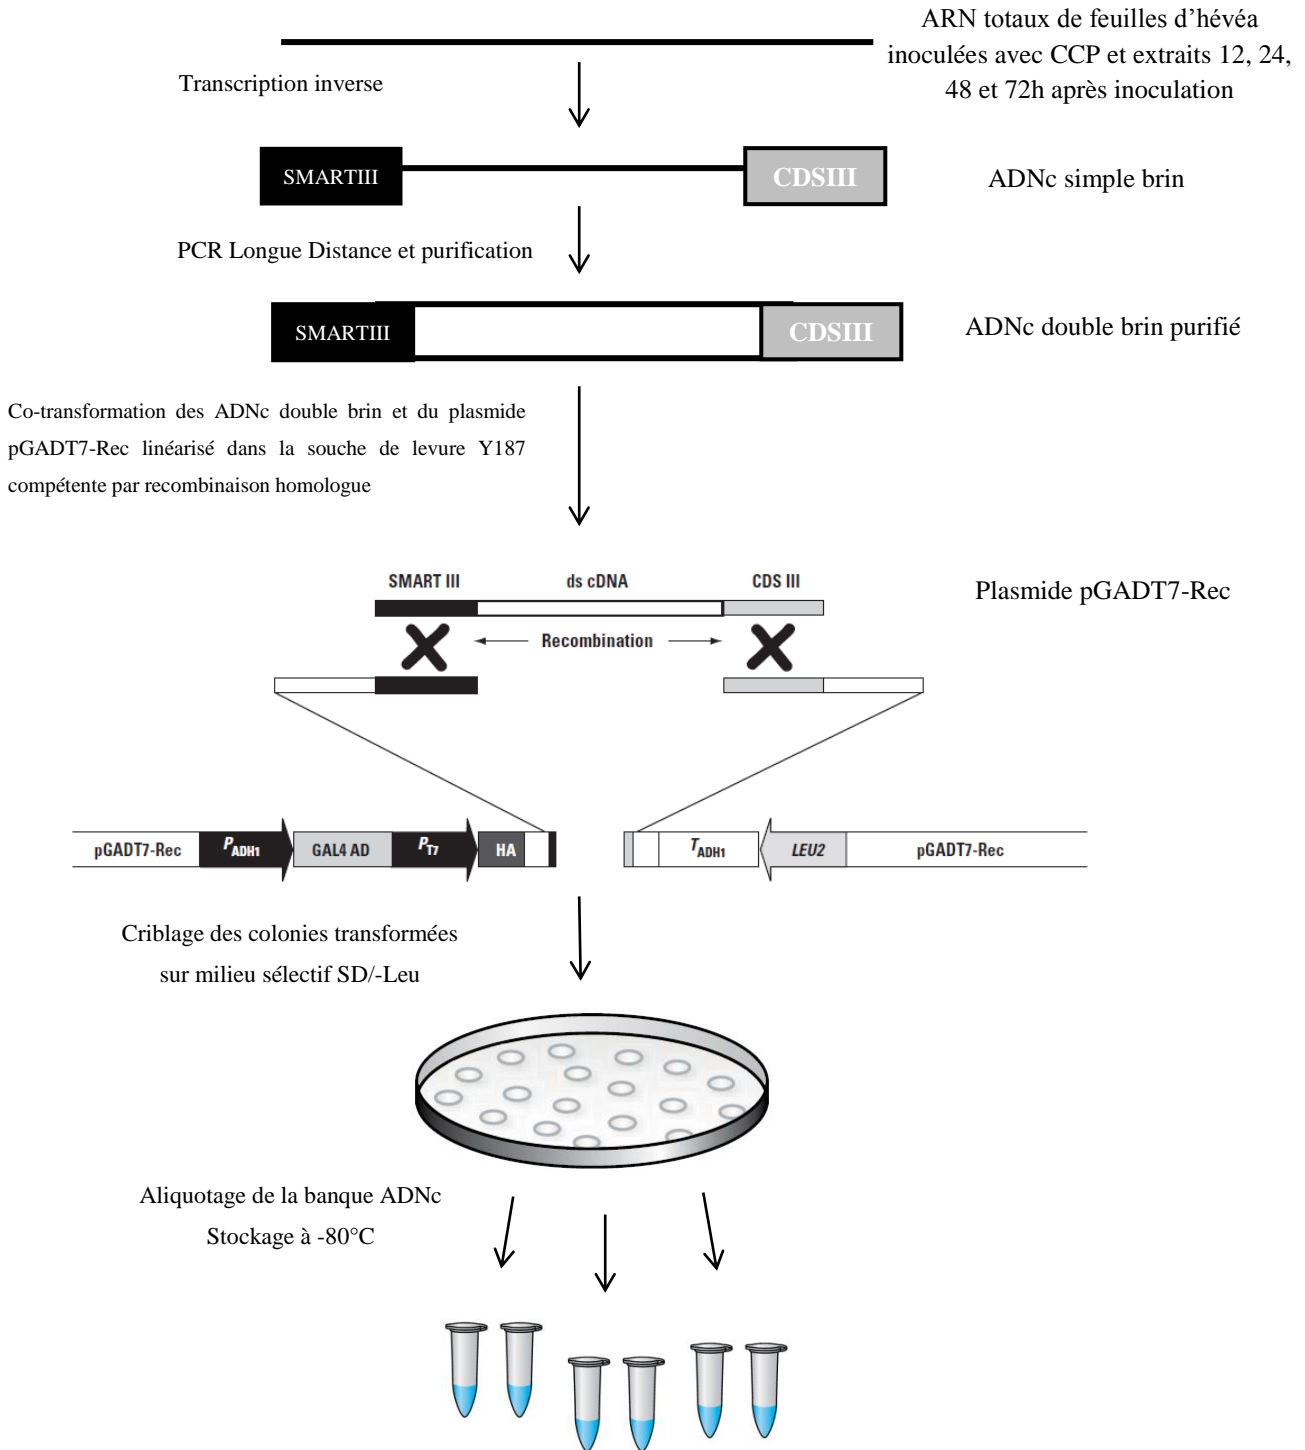 ARN totaux de feuilles d’hévéa
inoculées avec CCP et extraits 12, 24,
48 et 72h après inoculation
Transcription inverse
SMARTIII
CDSIII
ADNc simple brin
PCR Longue Distance et purification
SMARTIII
CDSIII
ADNc double brin purifié
Co-transformation des ADNc double brin et du plasmide
pGADT7-Rec linéarisé dans la souche de levure Y187
compétente par recombinaison homologue
SMART III
ds cDNA
CDS III
Plasmide pGADT7-Rec
Recombination
pGADT7-Rec
PADH1
GAL4 AD
PT7
HA
TADH1
LEU2
pGADT7-Rec
Criblage des colonies transformées
sur milieu sélectif SD/-Leu
Aliquotage de la banque ADNc
Stockage à -80°C